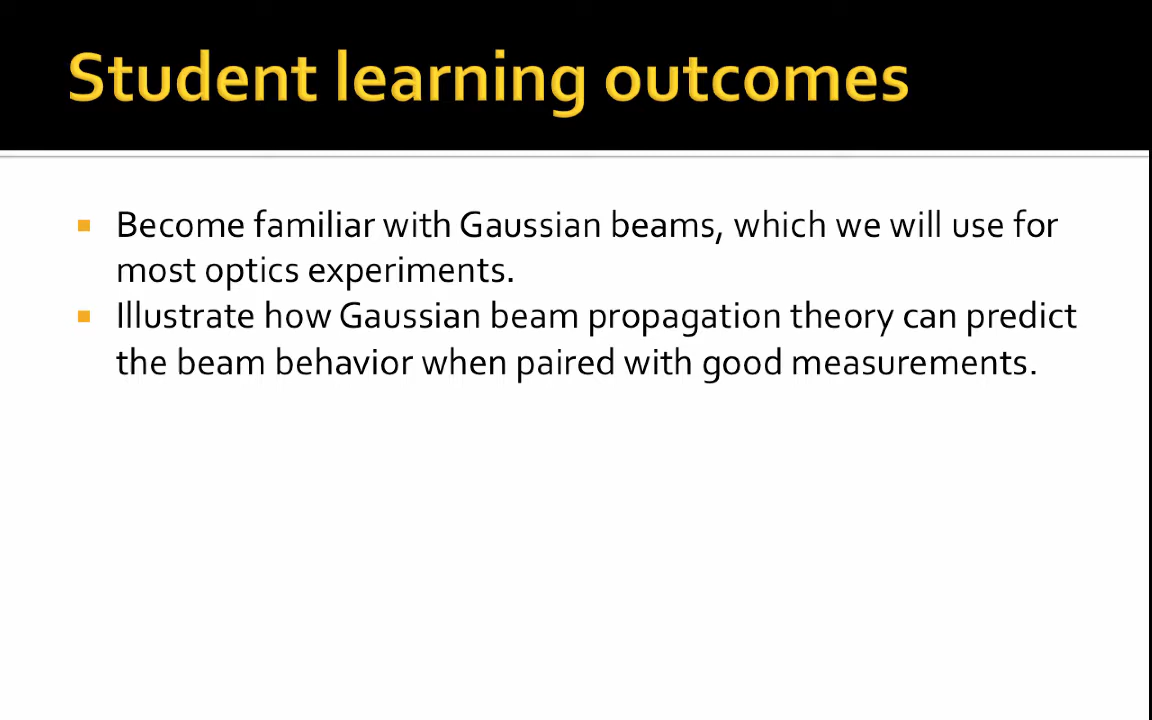 Student learning outcomes
Become familiar with Gaussian beams, which we will use for
most optics experiments.
Illustrate how Gaussian beam propagation theory can predict
the beam behavior when paired with good measurements.